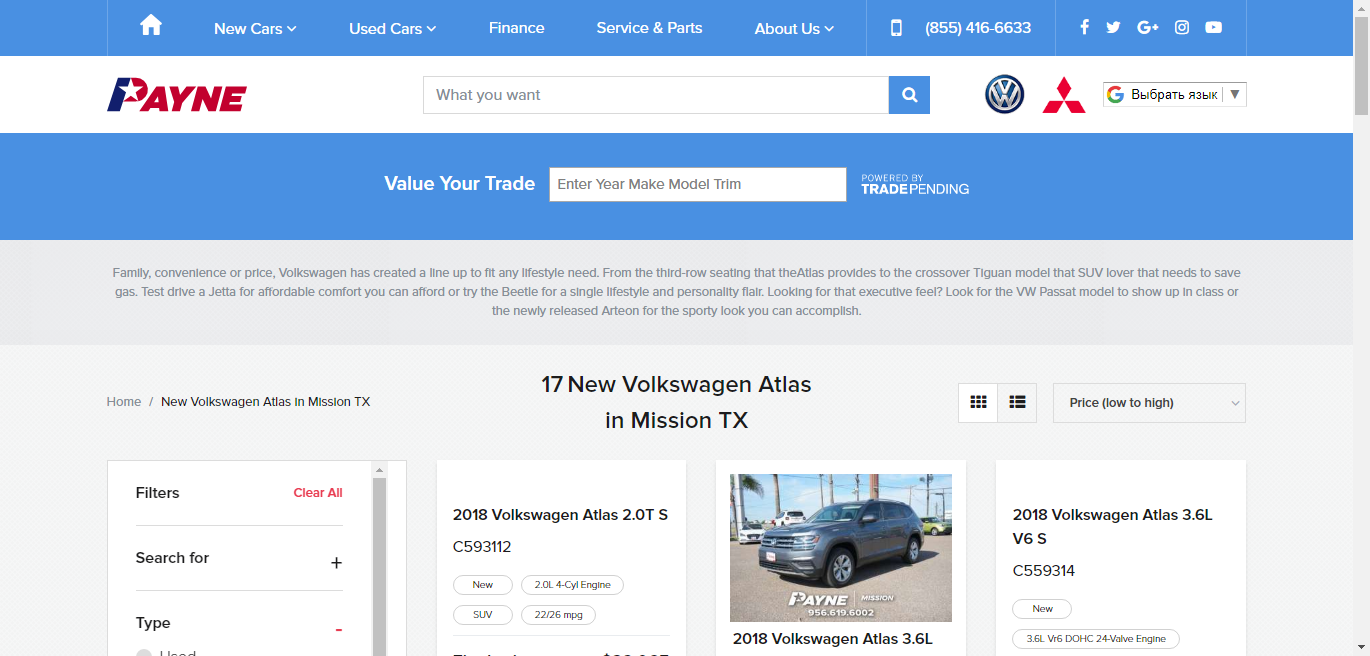 New Cars
Used Cars
Finance
Service & Parts
About Us
(855) 416-6633
PAYNE
What you want
Выбрать язык
Value Your Trade
Enter Year Make Model Trim
POWERED BY
TRADEPENDING
Family, convenience or price, Volkswagen has created a line up to fit any lifestyle need. From the third-row seating that theAtlas provides to the crossover Tiguan model that SUV lover that needs to save
gas. Test drive a Jetta for affordable comfort you can afford or try the Beetle for a single lifestyle and personality flair. Looking for that executive feel? Look for the VW Passat model to show up in class or
the newly released Arteon for the sporty look you can accomplish.
Home / New Volkswagen Atlas in Mission TX
17 New Volkswagen Atlas
in Mission TX
Price (low to high)
Filters
Clear All
Search for
+
Type
-
Used
2018 Volkswagen Atlas 2.0T S
C593112
New
2.0L 4-Cyl Engine
SUV
22/26 mpg
PAYNE MISSION
956.619.6002
2018 Volkswagen Atlas 3.6L
2018 Volkswagen Atlas 3.6L
V6 S
C559314
New
3.6L Vr6 DOHC 24-Valve Engine